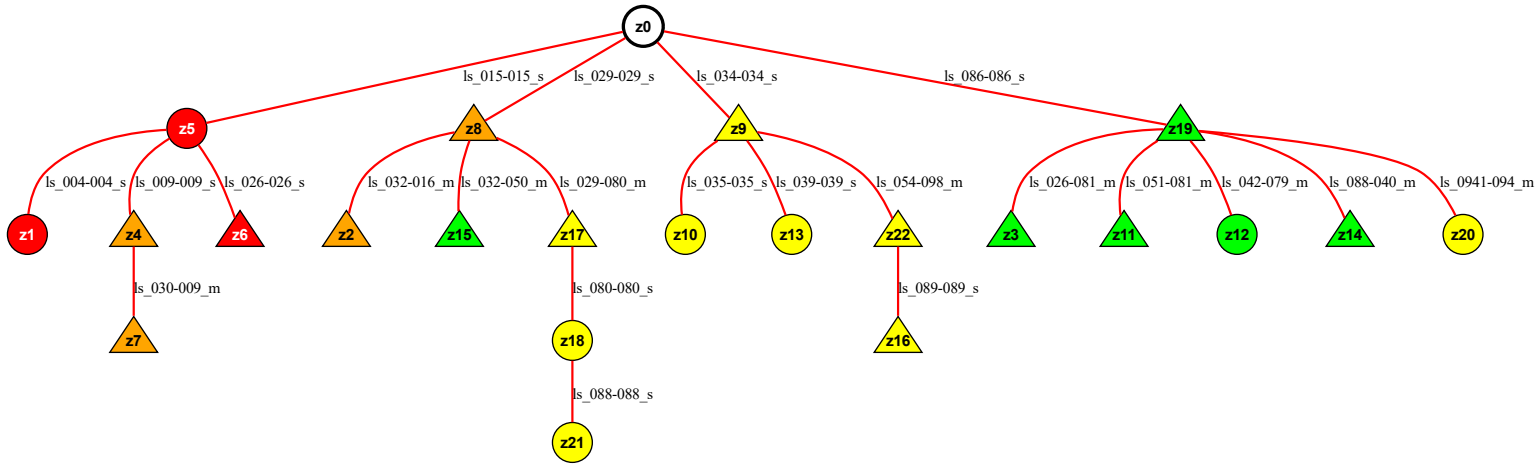 z0
ls_015-015_s ls_029-029_s ls_034-034_s ls_086-086_s
z5 z8 z9 z19
ls_004-004_s ls_009-009_s ls_026-026_s ls_032-016_m ls_032-050_m ls_029-080_m ls_035-035_s ls_039-039_s ls_054-098_m ls_026-081_m ls_051-081_m ls_042-079_m ls_088-040_m ls_0941-094_m
z1 z4 z6 z2 z15 z17 z10 z13 z22 z3 z11 z12 z14 z20
ls_030-009_m ls_080-080_s ls_089-089_s
z7 z18 z16
ls_088-088_s
z21